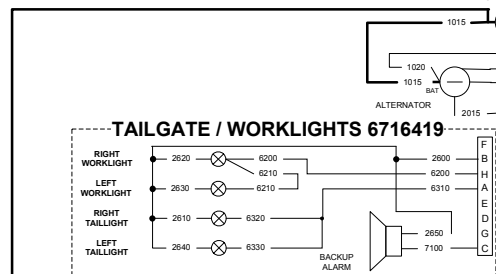 1015
1020
1015
BAT
ALTERNATOR
2015
TAILGATE / WORKLIGHTS 6716419
RIGHT
WORKLIGHT
2620
6200
6210
LEFT
WORKLIGHT
2630
6210
RIGHT
TAILLIGHT
2610
6320
LEFT
TAILLIGHT
2640
6330
BACKUP
ALARM
2600
6200
6310
2650
7100
F
B
H
A
E
D
G
C